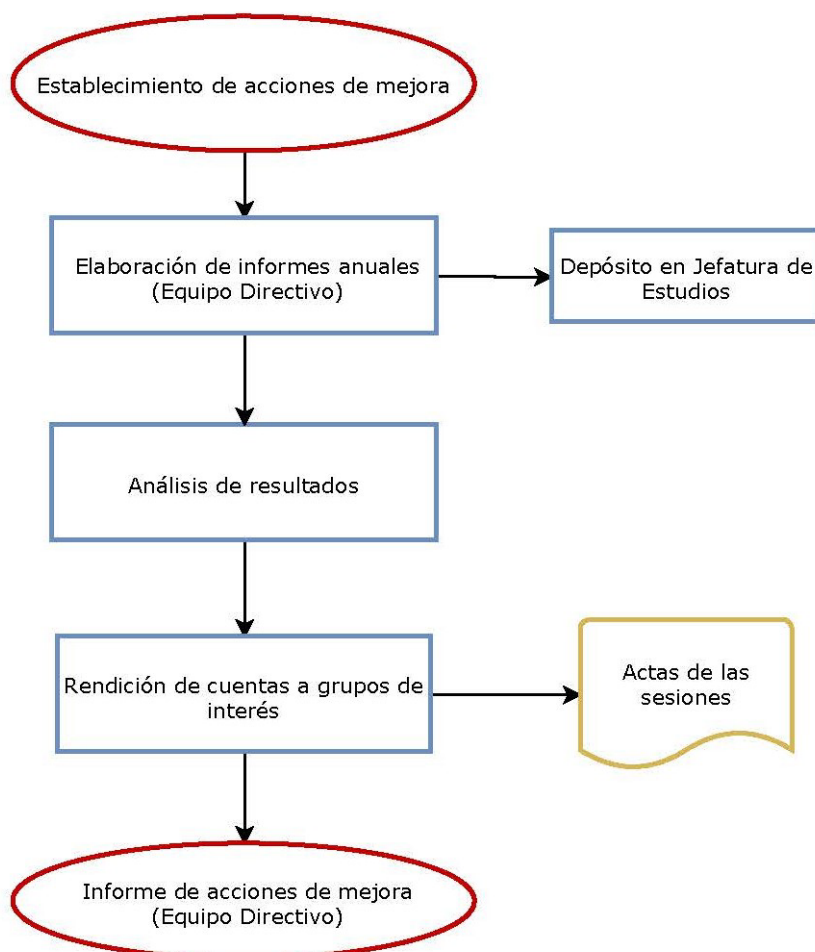 Establecimiento de acciones de mejora
Elaboración de informes anuales
(Equipo Directivo)
Depósito en Jefatura de
Estudios
Análisis de resultados
Rendición de cuentas a grupos de
interés
Actas de las
sesiones
Informe de acciones de mejora
(Equipo Directivo)